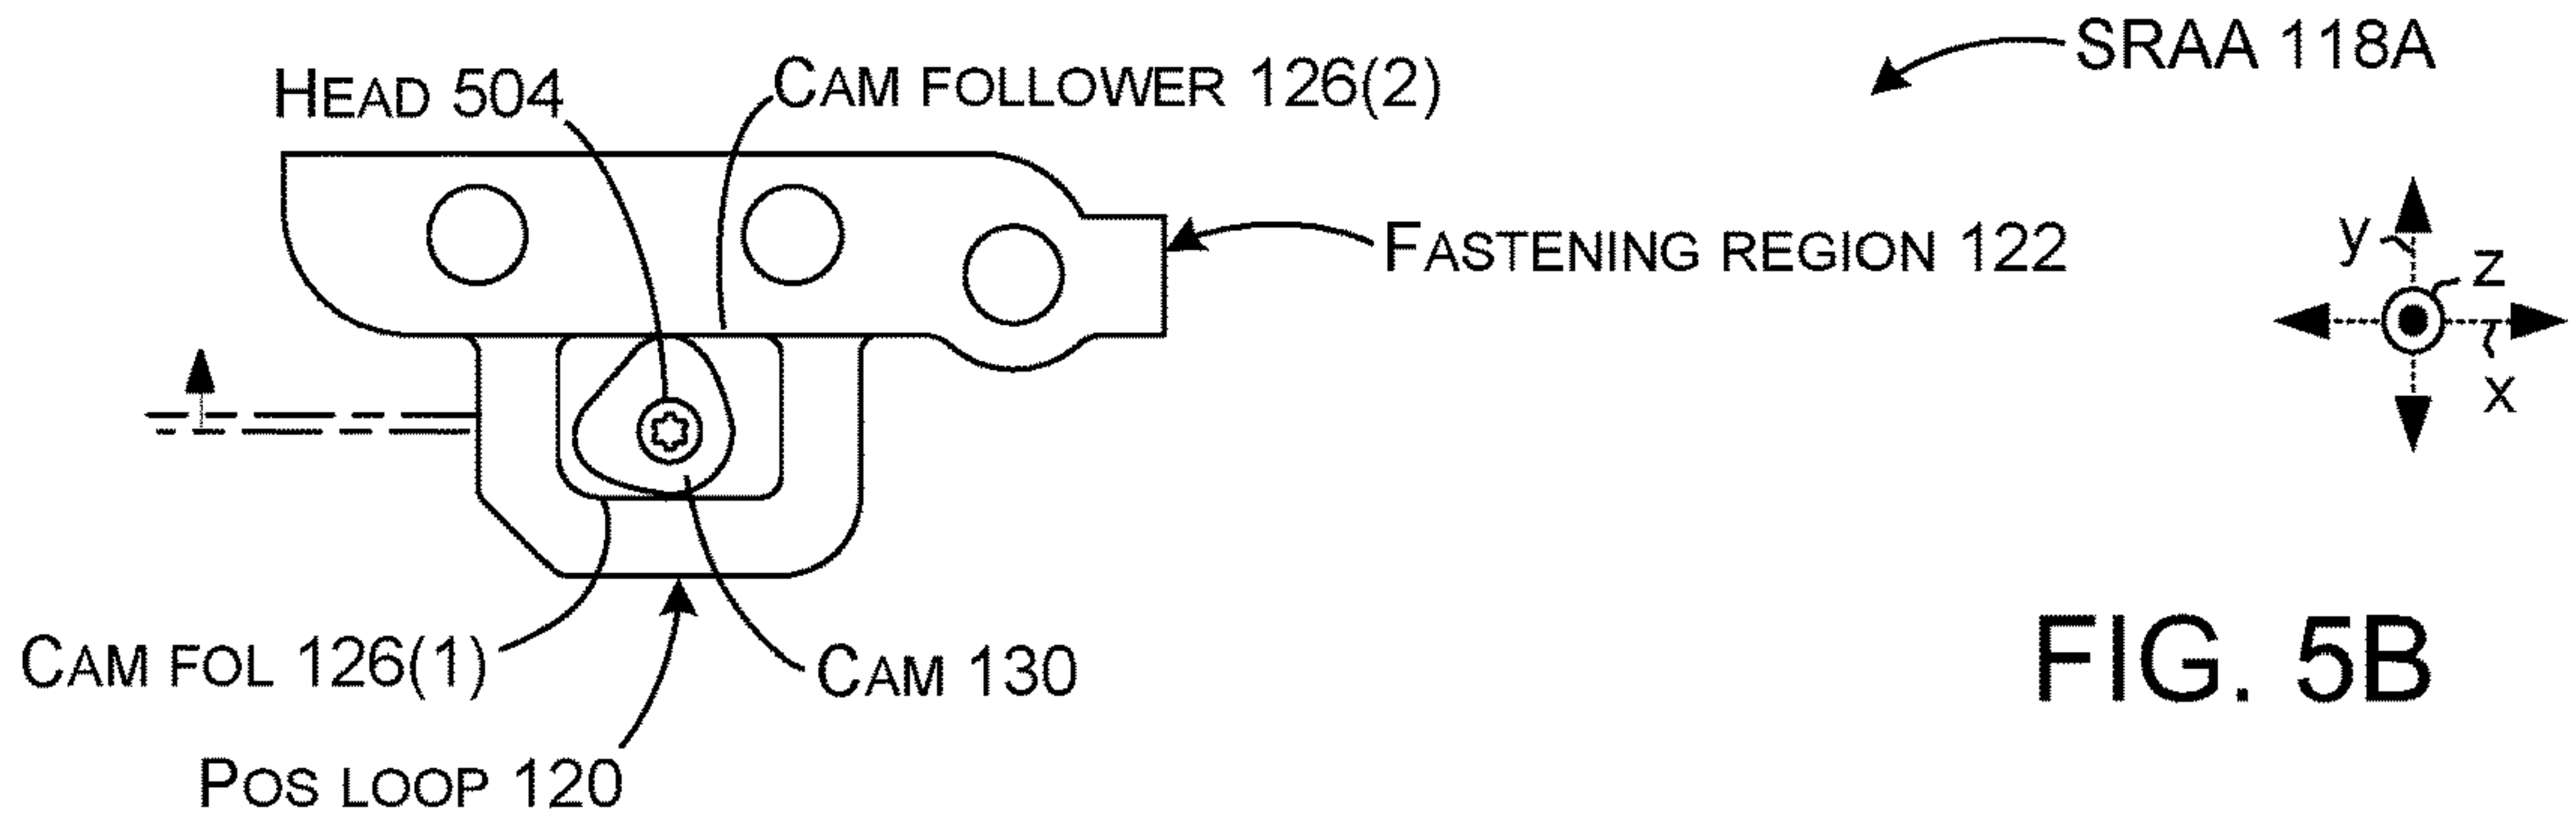 SRAA 118A
HEAD 504
CAM FOLLOWER 126(2)
FASTENING REGION 122
y
z
x
CAM FOL 126(1)
CAM 130
POS LOOP 120
FIG. 5B